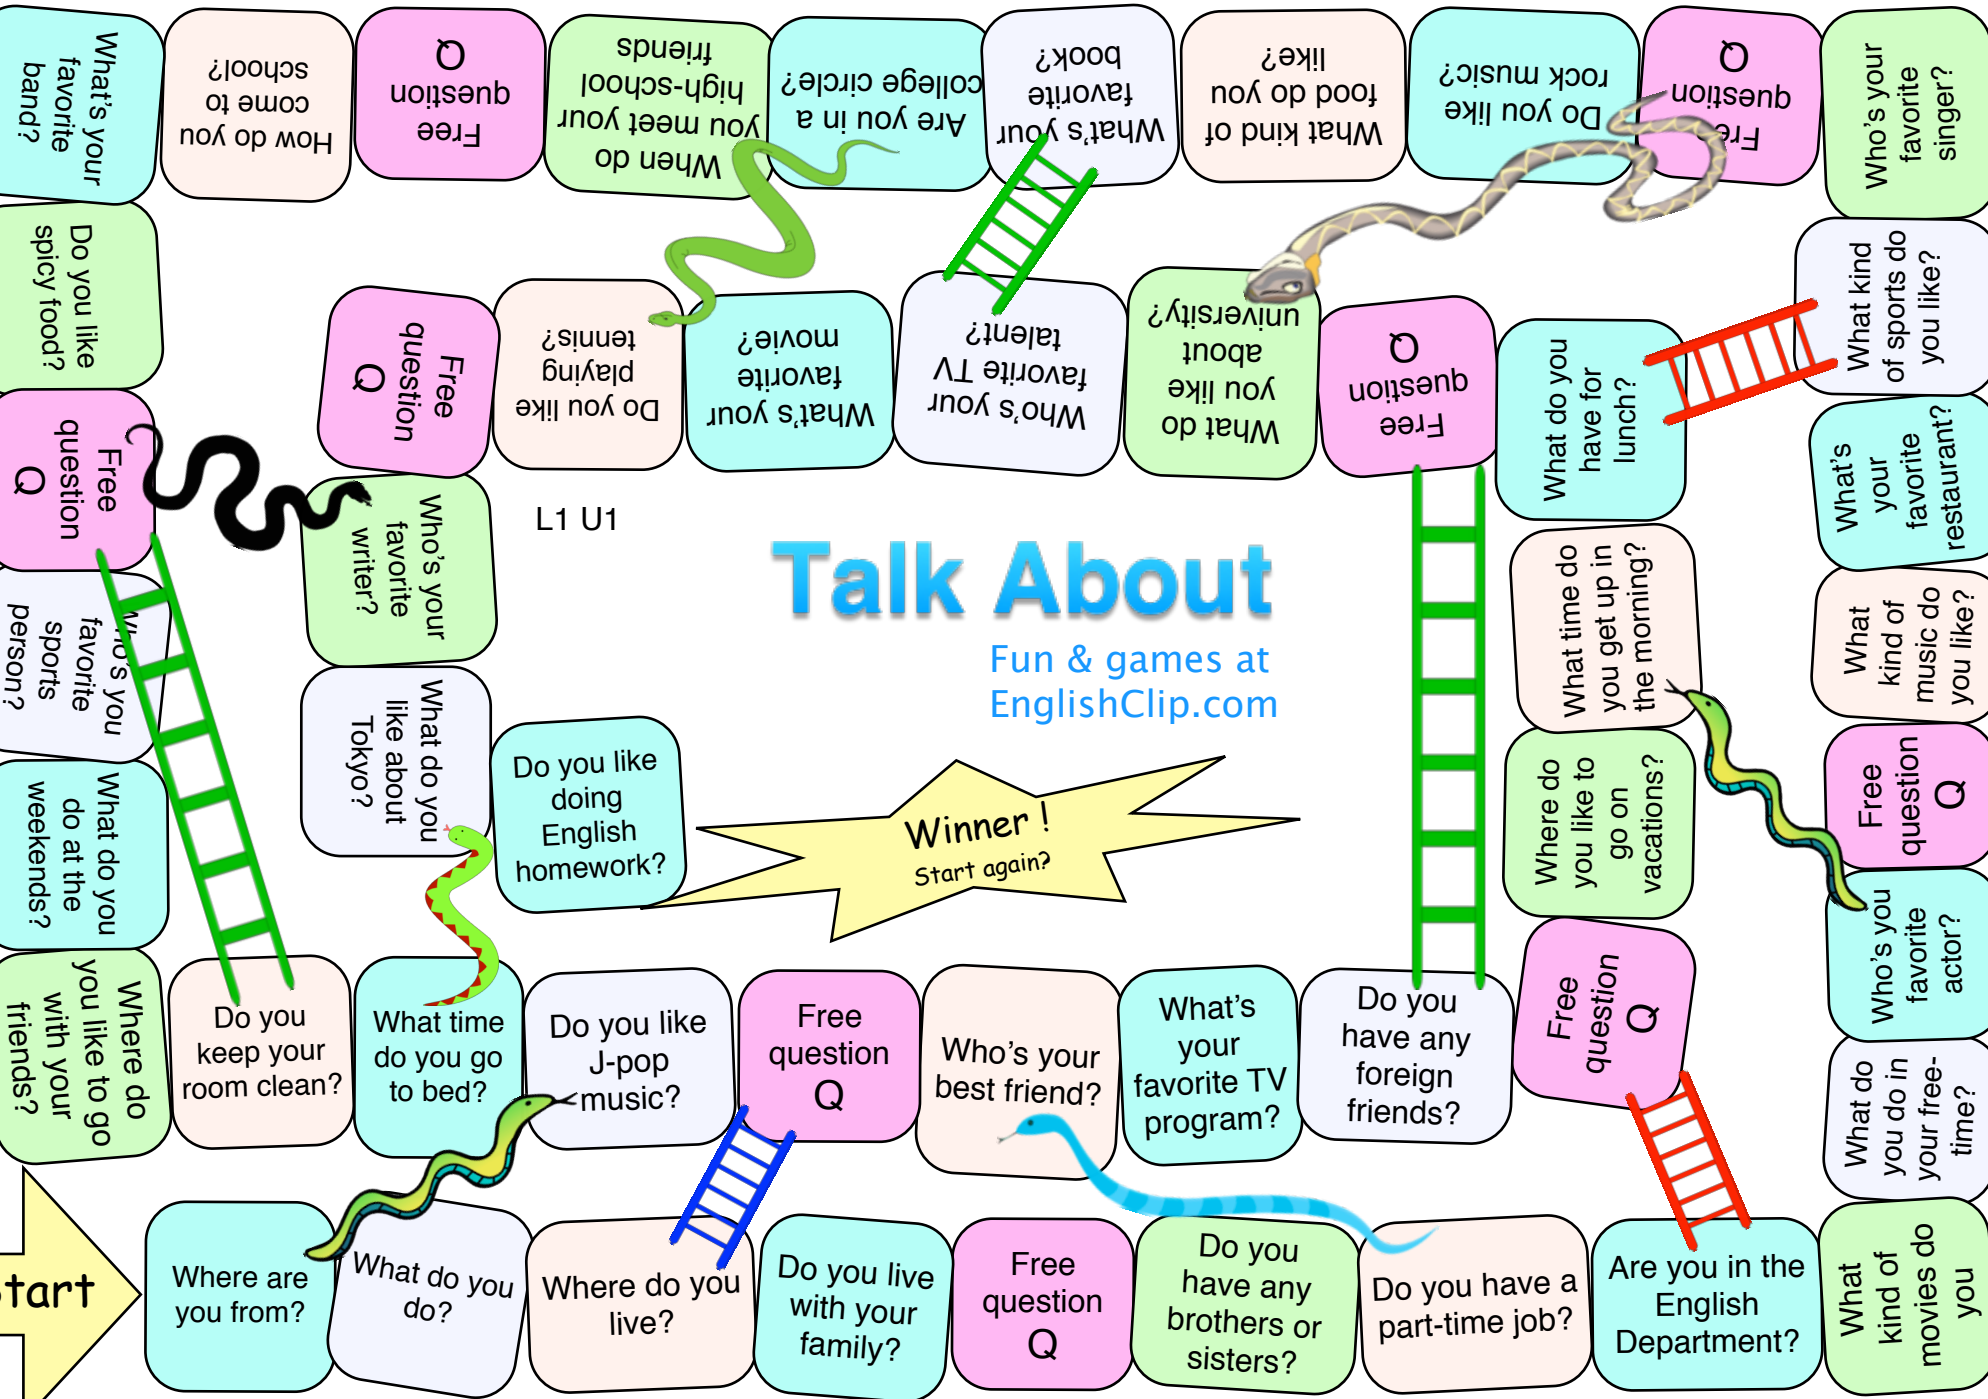 Start
Where are
you from?
What do you
do?
Where do you
live?
Do you live
with your
family?
Free
question
Q
Do you
have any
brothers or
sisters?
Do you have a
part-time job?
Are you in the
English
Department?
What
kind of
movies do
you
What do
you do in
your free-
time?
Who's you
favorite
actor?
Free
question
Q
What
kind of
music do
you like?
What's
your
favorite
restaurant?
What kind
of sports do
you like?
Who's your
favorite
singer?
Free
question
Q
Do you like
rock music?
What kind of
food do you
like?
What's your
favorite
book?
Are you in a
college circle?
When do
you meet your
high-school
friends
Free
question
Q
How do you
come to
school?
What's your
favorite
band?
Do you like
spicy food?
Free
question
Q
Who's you
favorite
sports
person?
What do you
do at the
weekends?
Where do
you like to go
with your
friends?
Do you
keep your
room clean?
What time
do you go
to bed?
Do you like
J-pop
music?
Free
question
Q
Who's your
best friend?
What's
your
favorite TV
program?
Do you
have any
foreign
friends?
Free
question
Q
Where do
you like to
go on
vacations?
What time do
you get up in
the morning?
What do you
have for
lunch?
Free
question
Q
What do
you like
about
university?
Who's your
favorite TV
talent?
What's your
favorite
movie?
Do you like
playing
tennis?
Free
question
Q
Who's your
favorite
writer?
What do you
like about
Tokyo?
Do you like
doing
English
homework?
Winner !
Start again?
L1 U1
Talk About
Fun & games at
EnglishClip.com